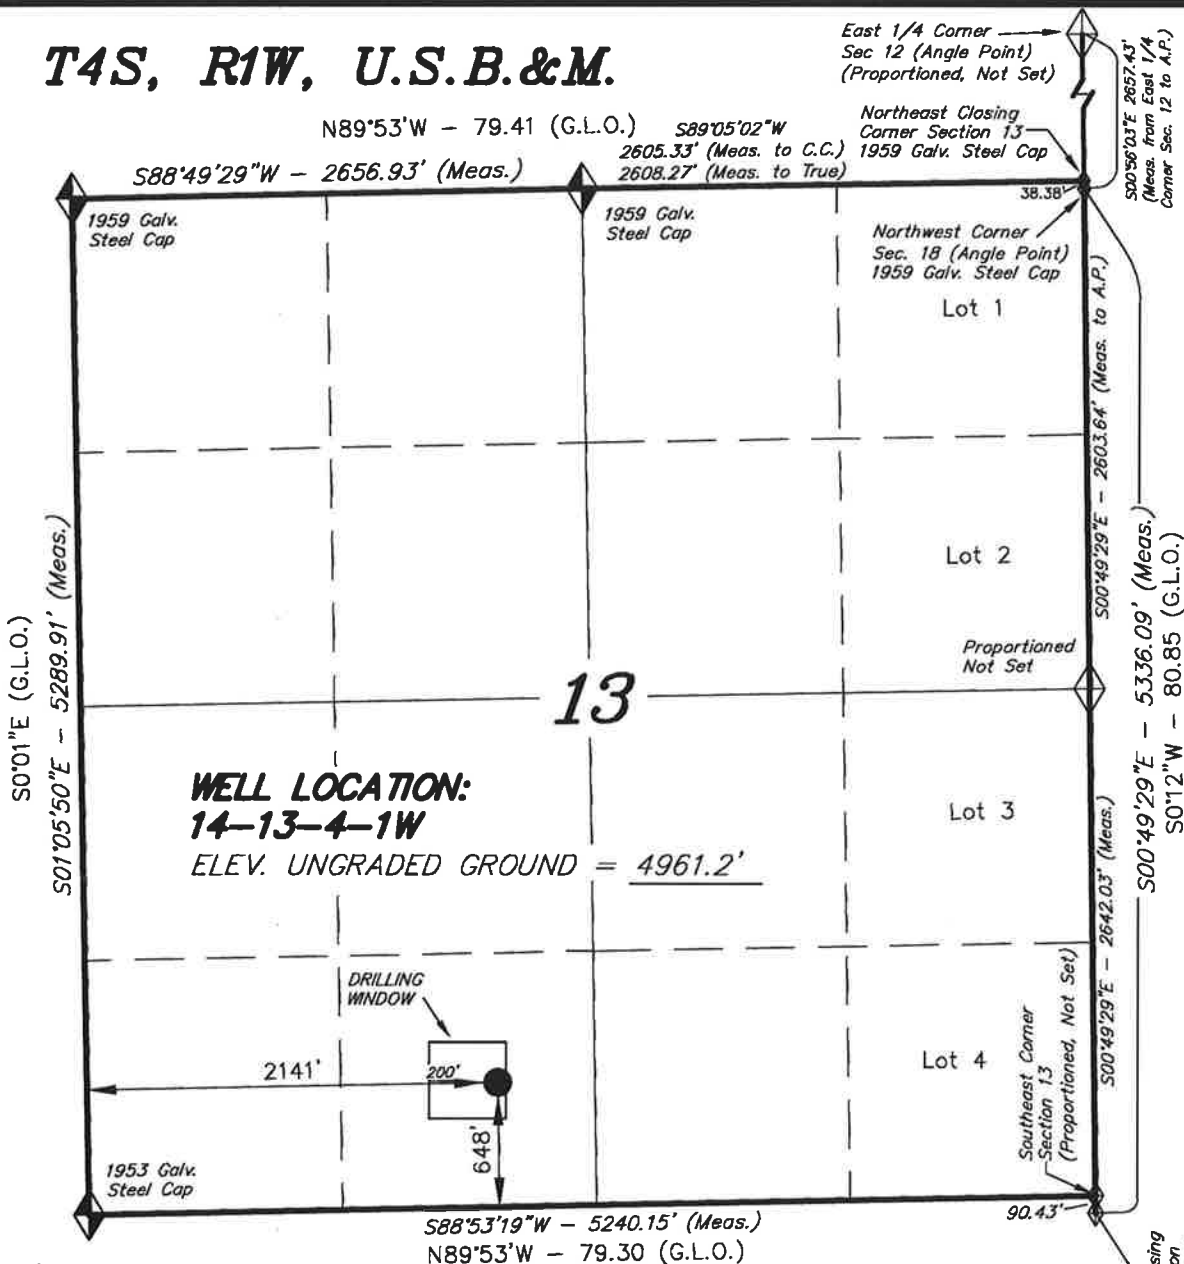 T4S, R1W, U.S.B.&M.
East 1/4 Corner
Sec 12 (Angle Point)
(Proportioned, Not Set)
S00°56'03"E 2657.43'
(Meas. from East 1/4
Corner Sec. 12 to A.P.)
N89°53'W - 79.41 (G.L.O.)
S88°49'29"W - 2656.93' (Meas.)
S89°05'02"W
2605.33' (Meas. to C.C.)
2608.27' (Meas. to True)
Northeast Closing
Corner Section 13
1959 Galv. Steel Cap
38.38'
1959 Galv.
Steel Cap
1959 Galv.
Steel Cap
Northwest Corner
Sec. 18 (Angle Point)
1959 Galv. Steel Cap
Lot 1
S00°49'29"E - 2603.64' (Meas. to A.P.)
Lot 2
S0°01"E (G.L.O.)
S01°05'50"E - 5289.91' (Meas.)
S00°49'29"E - 5336.09' (Meas.)
S0°12"W - 80.85 (G.L.O.)
Proportioned
Not Set
13
WELL LOCATION:
14-13-4-1W
ELEV. UNGRADED GROUND = 4961.2'
Lot 3
S00°49'29"E - 2642.03' (Meas.)
DRILLING
WINDOW
2141'
200'
648'
Lot 4
Southeast Corner
Section 13
(Proportioned, Not Set)
1953 Galv.
Steel Cap
90.43'
S88°53'19"W - 5240.15' (Meas.)
N89°53'W - 79.30 (G.L.O.)